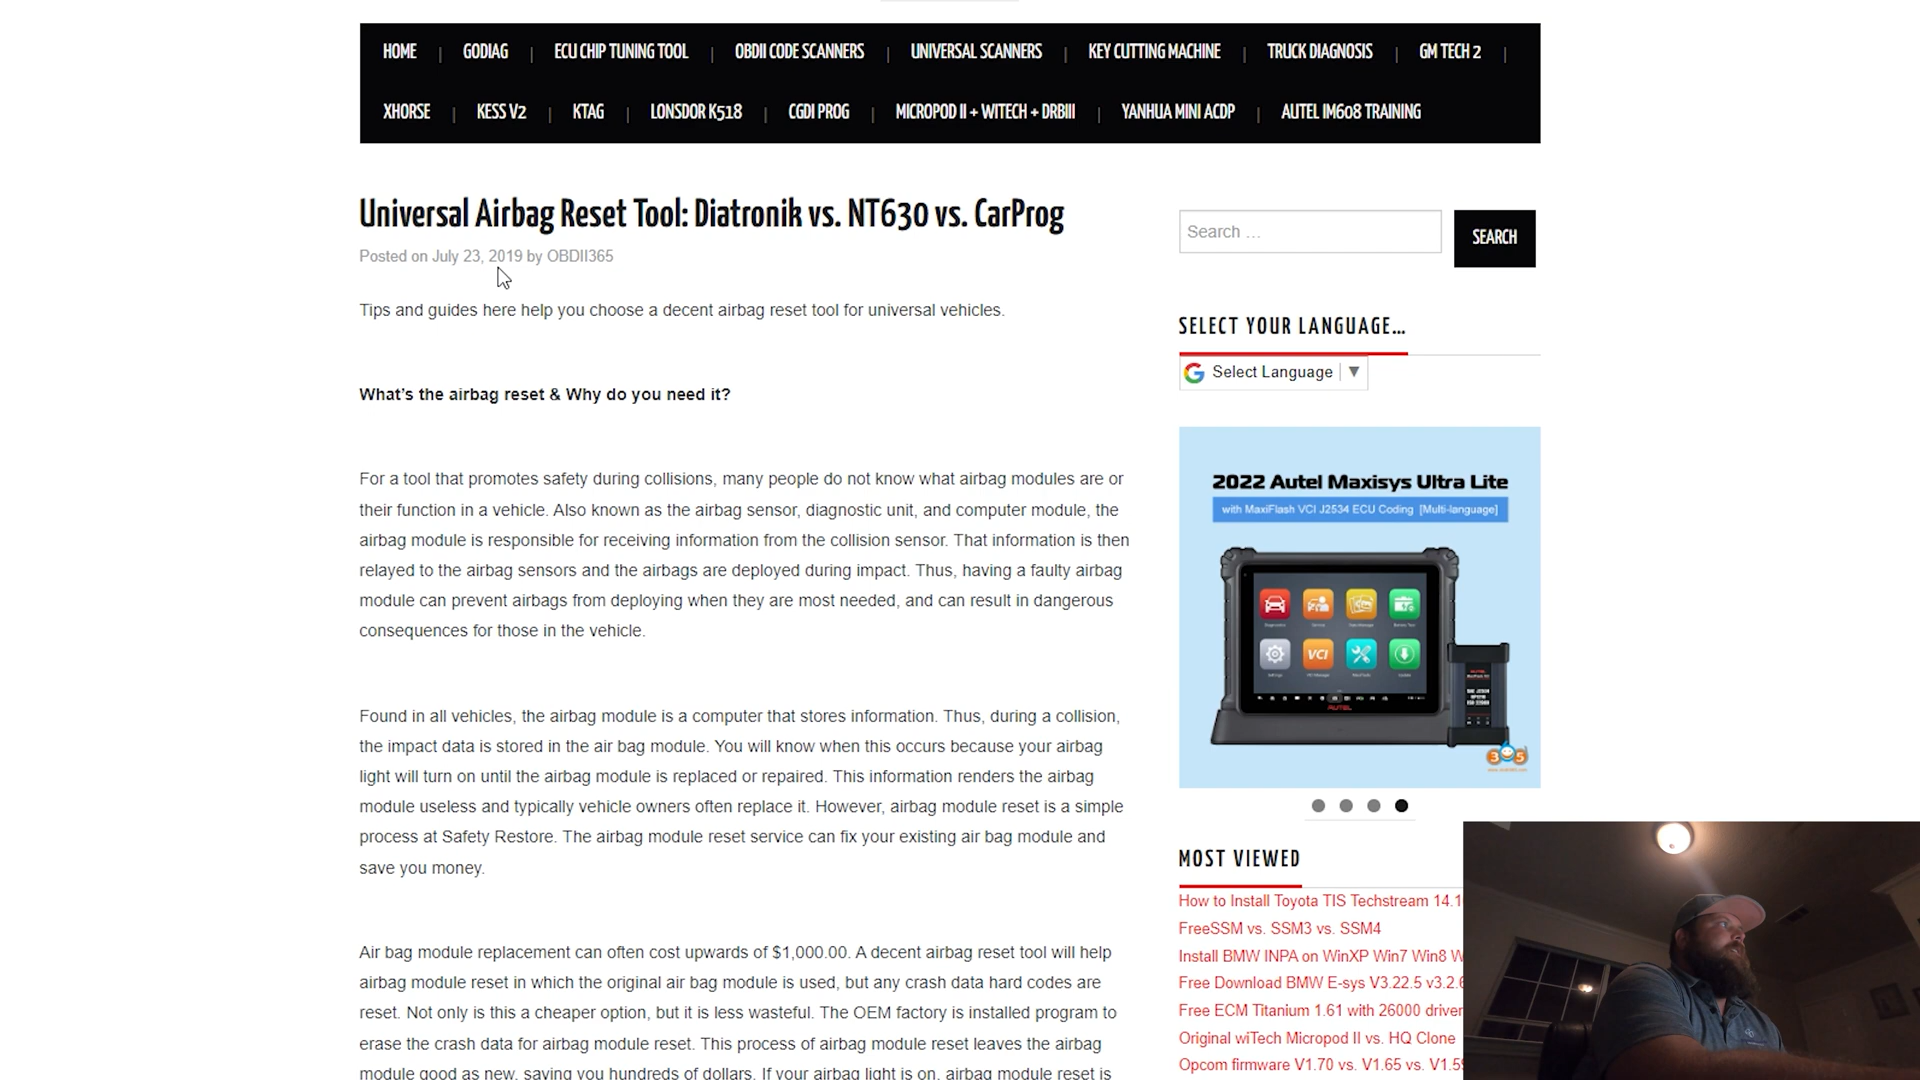 HOME | GODIAG | ECU CHIP TUNING TOOL | OBDII CODE SCANNERS | UNIVERSAL SCANNERS | KEY CUTTING MACHINE | TRUCK DIAGNOSIS | GM TECH 2 |
XHORSE | KESS V2 | KTAG | LONSDOR K518 | CGDI PROG | MICROPOD II + WITECH + DRBIII | YANHUA MINI ACDP | AUTEL IM608 TRAINING
Universal Airbag Reset Tool: Diatronik vs. NT630 vs. CarProg
Posted on July 23, 2019 by OBDII365
Tips and guides here help you choose a decent airbag reset tool for universal vehicles.
What's the airbag reset & Why do you need it?
For a tool that promotes safety during collisions, many people do not know what airbag modules are or
their function in a vehicle. Also known as the airbag sensor, diagnostic unit, and computer module, the
airbag module is responsible for receiving information from the collision sensor. That information is then
relayed to the airbag sensors and the airbags are deployed during impact. Thus, having a faulty airbag
module can prevent airbags from deploying when they are most needed, and can result in dangerous
consequences for those in the vehicle.
Found in all vehicles, the airbag module is a computer that stores information. Thus, during a collision,
the impact data is stored in the air bag module. You will know when this occurs because your airbag
light will turn on until the airbag module is replaced or repaired. This information renders the airbag
module useless and typically vehicle owners often replace it. However, airbag module reset is a simple
process at Safety Restore. The airbag module reset service can fix your existing air bag module and
save you money.
Air bag module replacement can often cost upwards of $1,000.00. A decent airbag reset tool will help
airbag module reset in which the original air bag module is used, but any crash data hard codes are
reset. Not only is this a cheaper option, but it is less wasteful. The OEM factory is installed program to
erase the crash data for airbag module reset. This process of airbag module reset leaves the airbag
module good as new, saving you hundreds of dollars. If your airbag light is on, airbag module reset is
Search …
SEARCH
SELECT YOUR LANGUAGE…
Select Language ▼
2022 Autel Maxisys Ultra Lite
with MaxiFlash VCI J2534 ECU Coding [Multi-language]
VCI
AUTEL
365
MOST VIEWED
How to Install Toyota TIS Techstream 14.1
FreeSSM vs. SSM3 vs. SSM4
Install BMW INPA on WinXP Win7 Win8 W
Free Download BMW E-sys V3.22.5 v3.2.6
Free ECM Titanium 1.61 with 26000 driver
Original wiTech Micropod II vs. HQ Clone
Opcom firmware V1.70 vs. V1.65 vs. V1.59